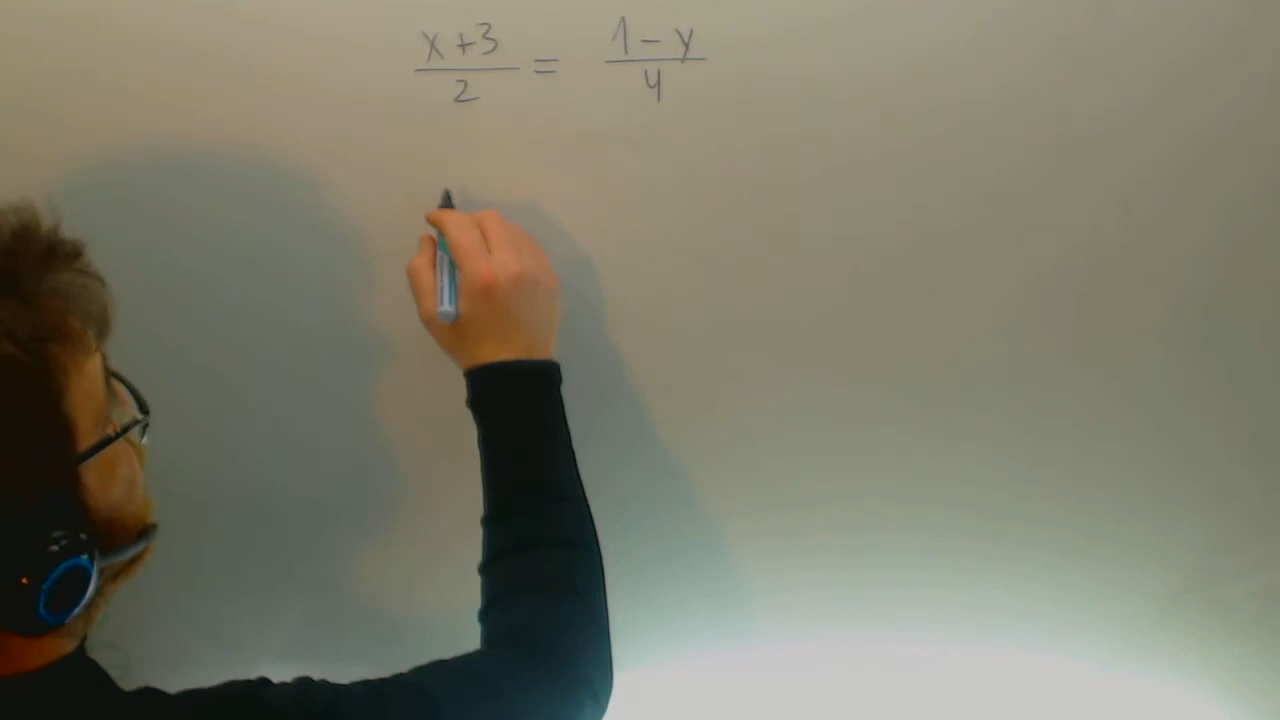 x+3/2 = 1-y/4